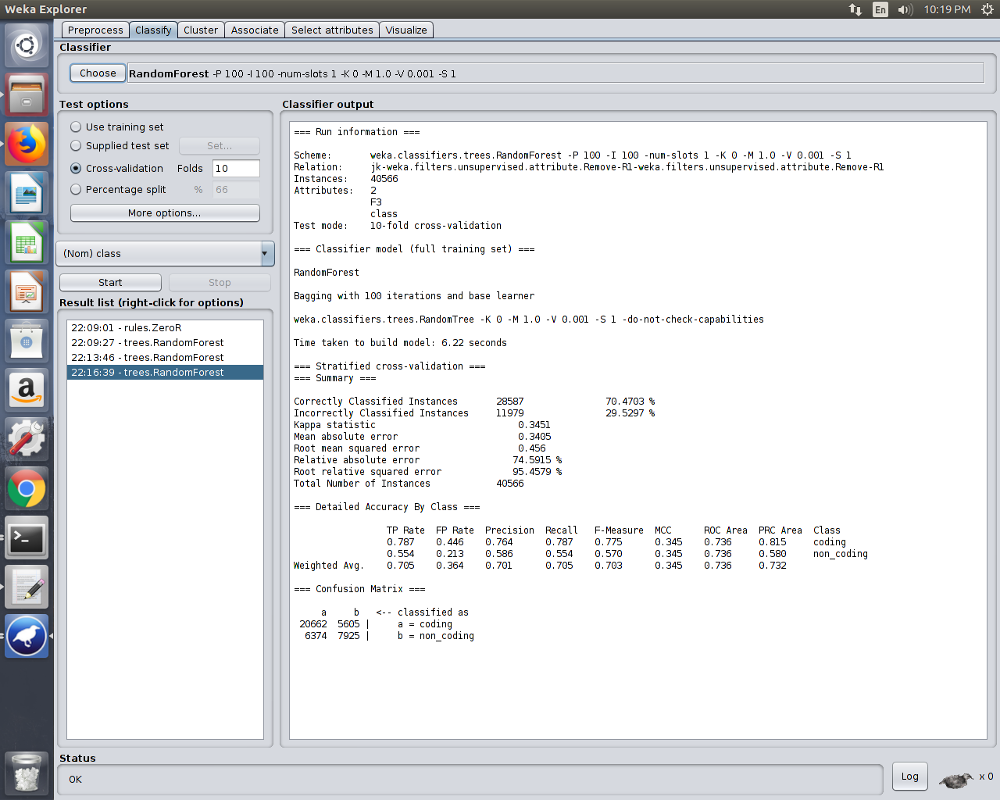 Weka Explorer
En
10:19 PM
Preprocess Classify Cluster Associate Select attributes Visualize
Classifier
Choose RandomForest -P 100 -I 100 -num-slots 1 -K 0 -M 1.0 -V 0.001 -S 1
Test options
Use training set
Supplied test set Set...
Cross-validation Folds 10
Percentage split % 66
More options...
(Nom) class
Start Stop
Result list (right-click for options)
22:09:01 - rules.ZeroR
22:09:27 - trees.RandomForest
22:13:46 - trees.RandomForest
22:16:39 - trees.RandomForest
Classifier output
=== Run information ===
Scheme: weka.classifiers.trees.RandomForest -P 100 -I 100 -num-slots 1 -K 0 -M 1.0 -V 0.001 -S 1
Relation: jk-weka.filters.unsupervised.attribute.Remove-R1-weka.filters.unsupervised.attribute.Remove-R1
Instances: 40566
Attributes: 2
F3
class
Test mode: 10-fold cross-validation
=== Classifier model (full training set) ===
RandomForest
Bagging with 100 iterations and base learner
weka.classifiers.trees.RandomTree -K 0 -M 1.0 -V 0.001 -S 1 -do-not-check-capabilities
Time taken to build model: 6.22 seconds
=== Stratified cross-validation ===
=== Summary ===
Correctly Classified Instances 28587 70.4703 %
Incorrectly Classified Instances 11979 29.5297 %
Kappa statistic 0.3451
Mean absolute error 0.3405
Root mean squared error 0.456
Relative absolute error 74.5915 %
Root relative squared error 95.4579 %
Total Number of Instances 40566
=== Detailed Accuracy By Class ===
TP Rate FP Rate Precision Recall F-Measure MCC ROC Area PRC Area Class
0.787 0.446 0.764 0.787 0.775 0.345 0.736 0.815 coding
0.554 0.213 0.586 0.554 0.570 0.345 0.736 0.580 non_coding
Weighted Avg. 0.705 0.364 0.701 0.705 0.703 0.345 0.736 0.732
=== Confusion Matrix ===
a b <-- classified as
20662 5605 | a = coding
6374 7925 | b = non_coding
Status
OK
Log
x 0